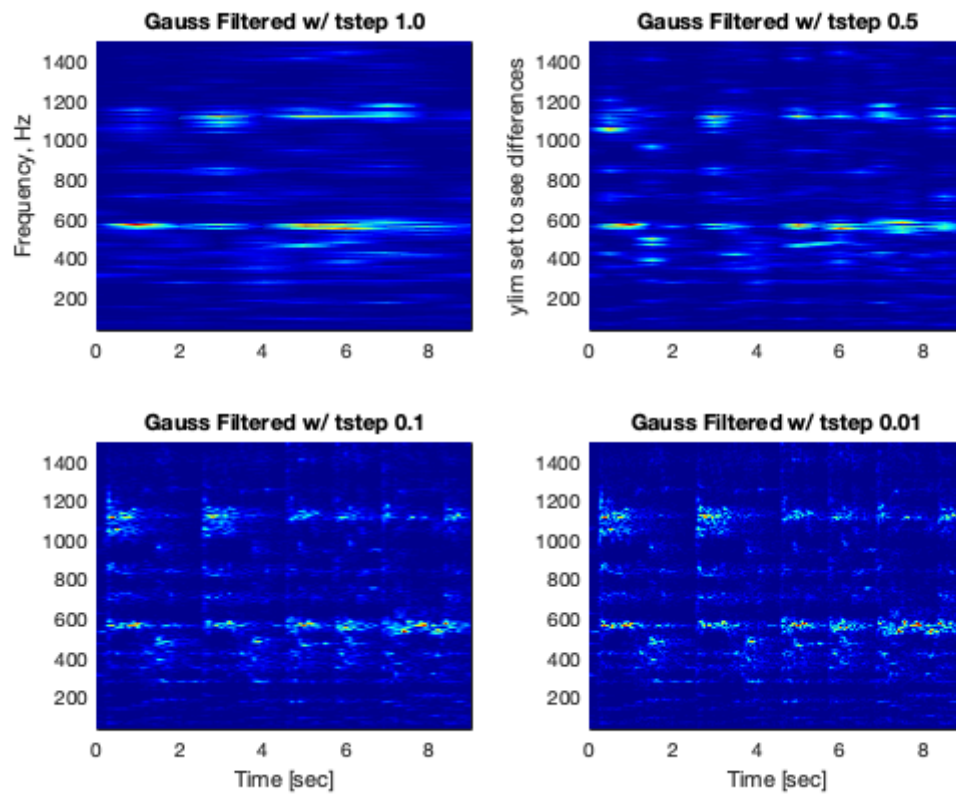 Gauss Filtered w/ tstep 1.0
Frequency, Hz
1400
1200
1000
800
600
400
200
0 2 4 6 8
Gauss Filtered w/ tstep 0.5
ylim set to see differences
1400
1200
1000
800
600
400
200
0 2 4 6 8
Gauss Filtered w/ tstep 0.1
1400
1200
1000
800
600
400
200
0 2 4 6 8
Time [sec]
Gauss Filtered w/ tstep 0.01
1400
1200
1000
800
600
400
200
0 2 4 6 8
Time [sec]